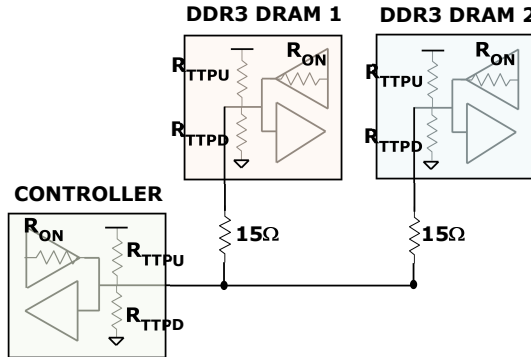 DDR3 DRAM 1
DDR3 DRAM 2
RTTPU
RON
RTTPU
RON
RTTPD
RTTPD
CONTROLLER
15Ω
15Ω
RON
RTTPU
RTTPD